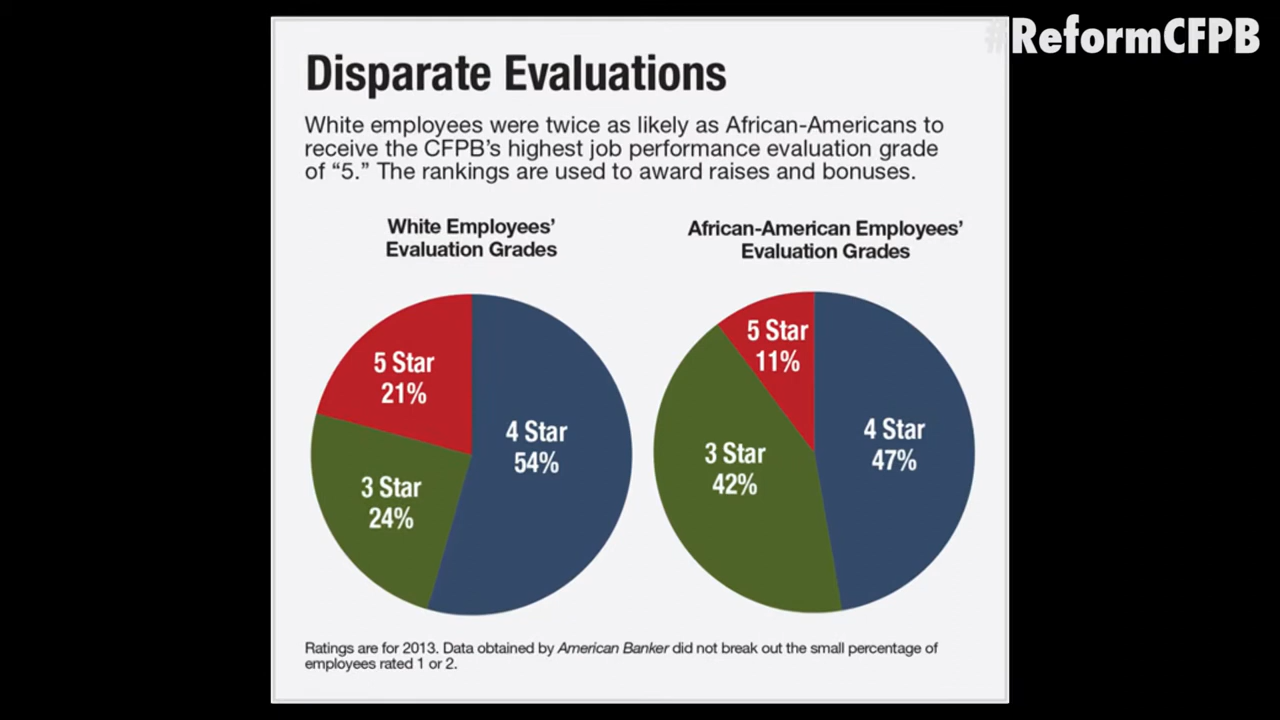 #ReformCFPB
Disparate Evaluations
White employees were twice as likely as African-Americans to
receive the CFPB's highest job performance evaluation grade
of “5.” The rankings are used to award raises and bonuses.
White Employees’
Evaluation Grades
African-American Employees’
Evaluation Grades
5 Star
21%
4 Star
54%
3 Star
24%
5 Star
11%
4 Star
47%
3 Star
42%
Ratings are for 2013. Data obtained by American Banker did not break out the small percentage of
employees rated 1 or 2.